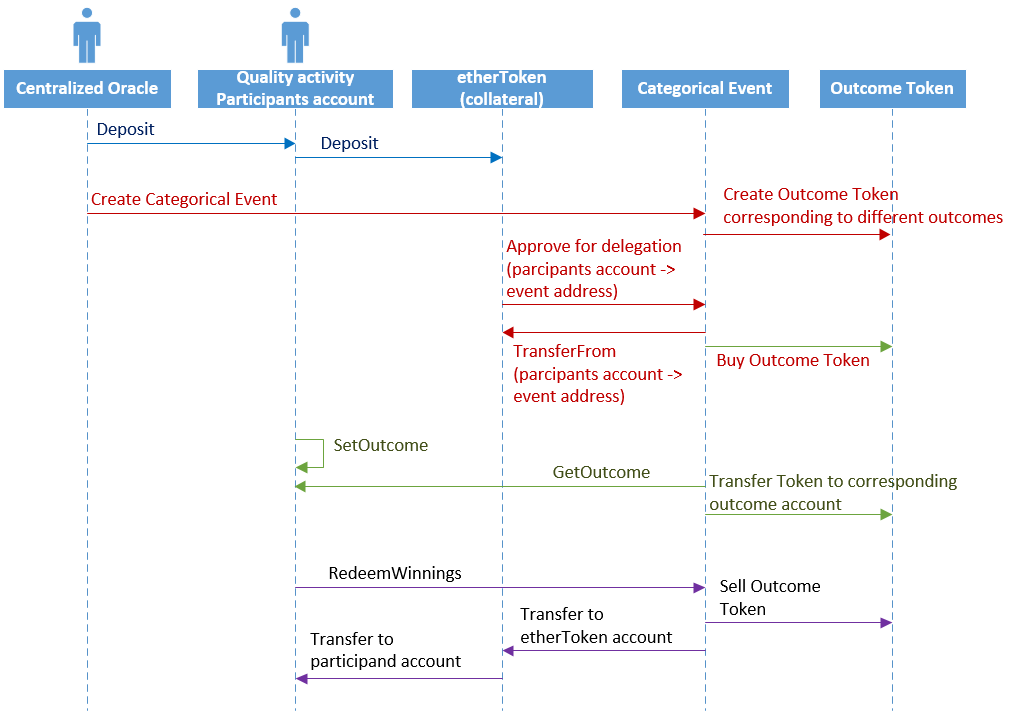 Centralized Oracle
Quality activity
Participants account
etherToken
(collateral)
Categorical Event
Outcome Token
Deposit
Deposit
Create Categorical Event
Create Outcome Token
corresponding to different outcomes
Approve for delegation
(parcipants account ->
event address)
TransferFrom
(parcipants account ->
event address)
Buy Outcome Token
SetOutcome
GetOutcome
Transfer Token to corresponding
outcome account
RedeemWinnings
Sell Outcome
Token
Transfer to
etherToken account
Transfer to
participand account